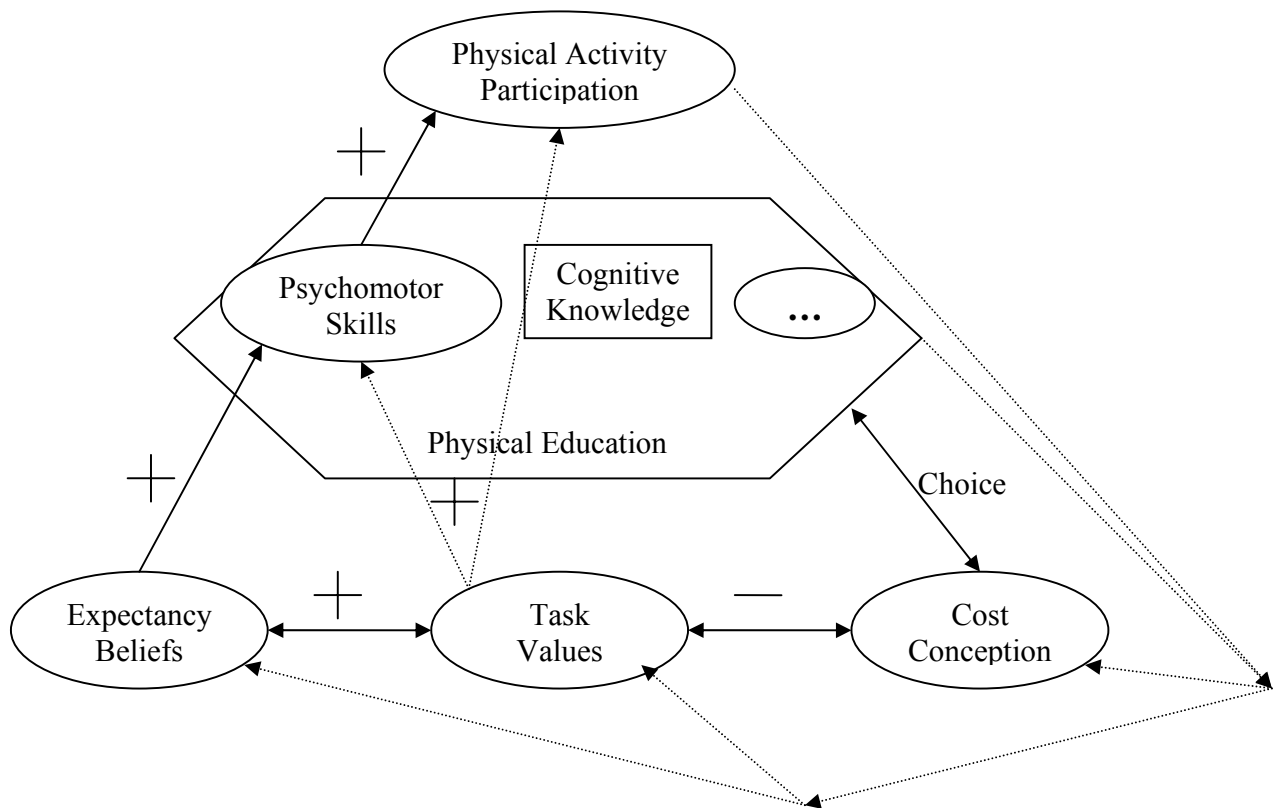 Physical Activity
Participation
+
Psychomotor
Skills
Cognitive
Knowledge
...
Physical Education
+
+
Choice
Expectancy
Beliefs
+
Task
Values
—
Cost
Conception